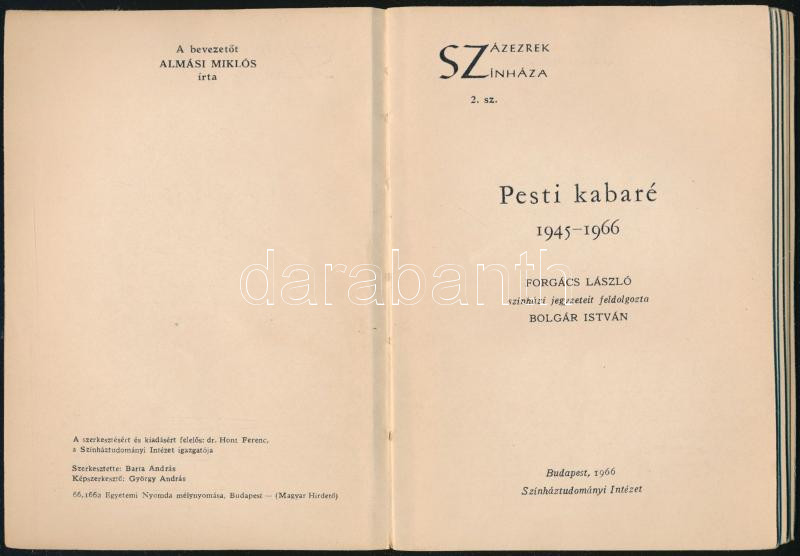 A bevezetőt
ALMÁSI MIKLÓS
írta
A szerkesztésért és kiadásért felelős: dr. Hont Ferenc,
a Színháztudományi Intézet igazgatója
Szerkesztette: Barta András
Képszerkesztő: György András
66,1662 Egyetemi Nyomda mélynyomása, Budapest — (Magyar Hirdető)
SZÁZEZREK
SZÍNHÁZA
2. sz.
Pesti kabaré
1945–1966
FORGÁCS LÁSZLÓ
színházi jegyzeteit feldolgozta
BOLGÁR ISTVÁN
Budapest, 1966
Színháztudományi Intézet
darabanth